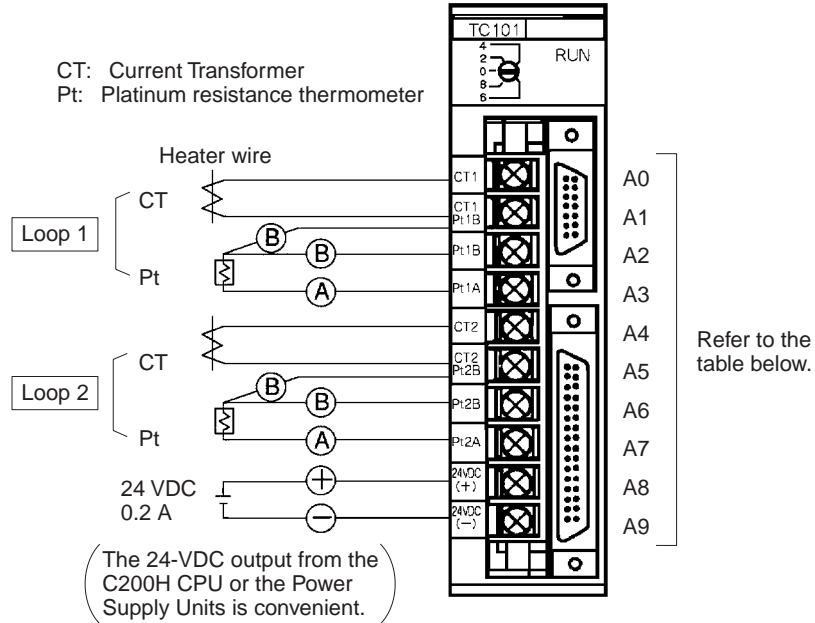 TC101
RUN
4
2
0
8
6
CT: Current Transformer
Pt: Platinum resistance thermometer
Heater wire
CT
Loop 1
Pt
B
B
A
CT
Loop 2
Pt
B
B
A
24 VDC
0.2 A
+
−
The 24-VDC output from the
C200H CPU or the Power
Supply Units is convenient.
CT1
CT1
Pt1B
Pt1B
Pt1A
CT2
CT2
Pt2B
Pt2B
Pt2A
24VDC
(+)
24VDC
(−)
A0
A1
A2
A3
A4
A5
A6
A7
A8
A9
Refer to the
table below.